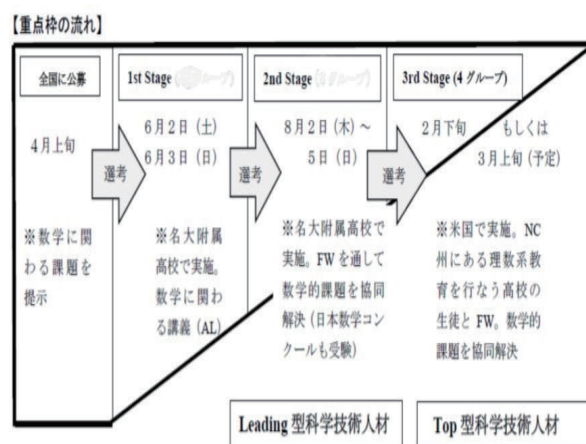 【重点枠の流れ】
全国に公募
4月上旬
※数学に関
わる課題を
提示
選考
1st Stage (グループ)
6月2日(土)
6月3日(日)
※名大附属
高校で実施。
数学に関わ
る講義(AL)
選考
2nd Stage (グループ)
8月2日(木)~
5日(日)
※名大附属高校で
実施。FWを通して
数学的課題を協同
解決(日本数学コン
クールも受験)
選考
3rd Stage (4グループ)
2月下旬 もしくは
3月上旬(予定)
※米国で実施。NC
州にある理数系教
育を行なう高校の
生徒とFW。数学的
課題を協同解決
Leading 型科学技術人材
Top 型科学技術人材